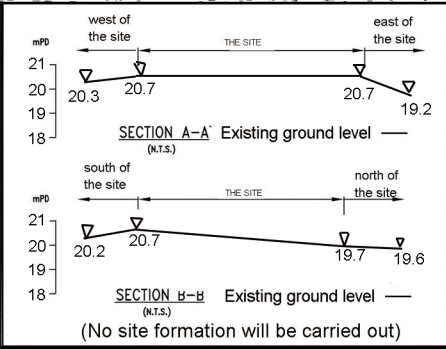 west of
the site
THE SITE
east of
the site
mPD
21
20
19
18
20.3
20.7
20.7
19.2
SECTION A-A' Existing ground level
(N.T.S.)
south of
the site
THE SITE
north of
the site
mPD
21
20
19
18
20.2
20.7
19.7
19.6
SECTION B-B Existing ground level
(N.T.S.)
(No site formation will be carried out)